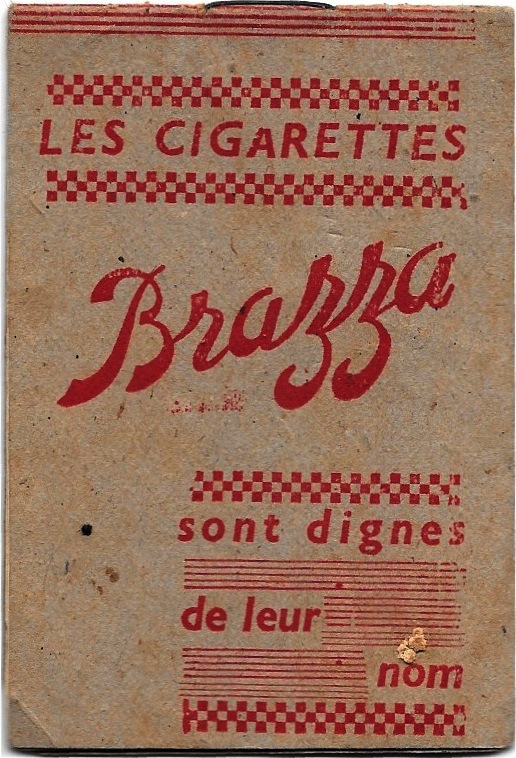 LES CIGARETTES
Brazza
sont dignes
de leur
nom